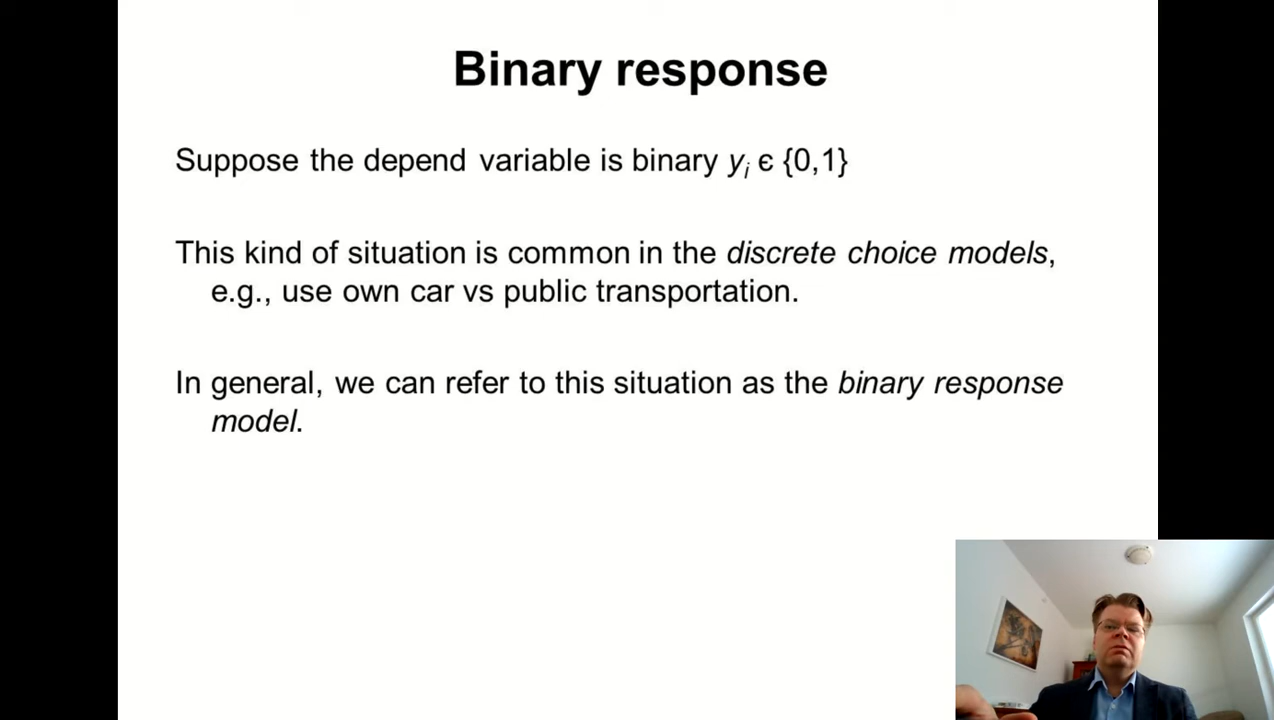 Binary response
Suppose the depend variable is binary yᵢ є {0,1}
This kind of situation is common in the discrete choice models,
e.g., use own car vs public transportation.
In general, we can refer to this situation as the binary response
model.